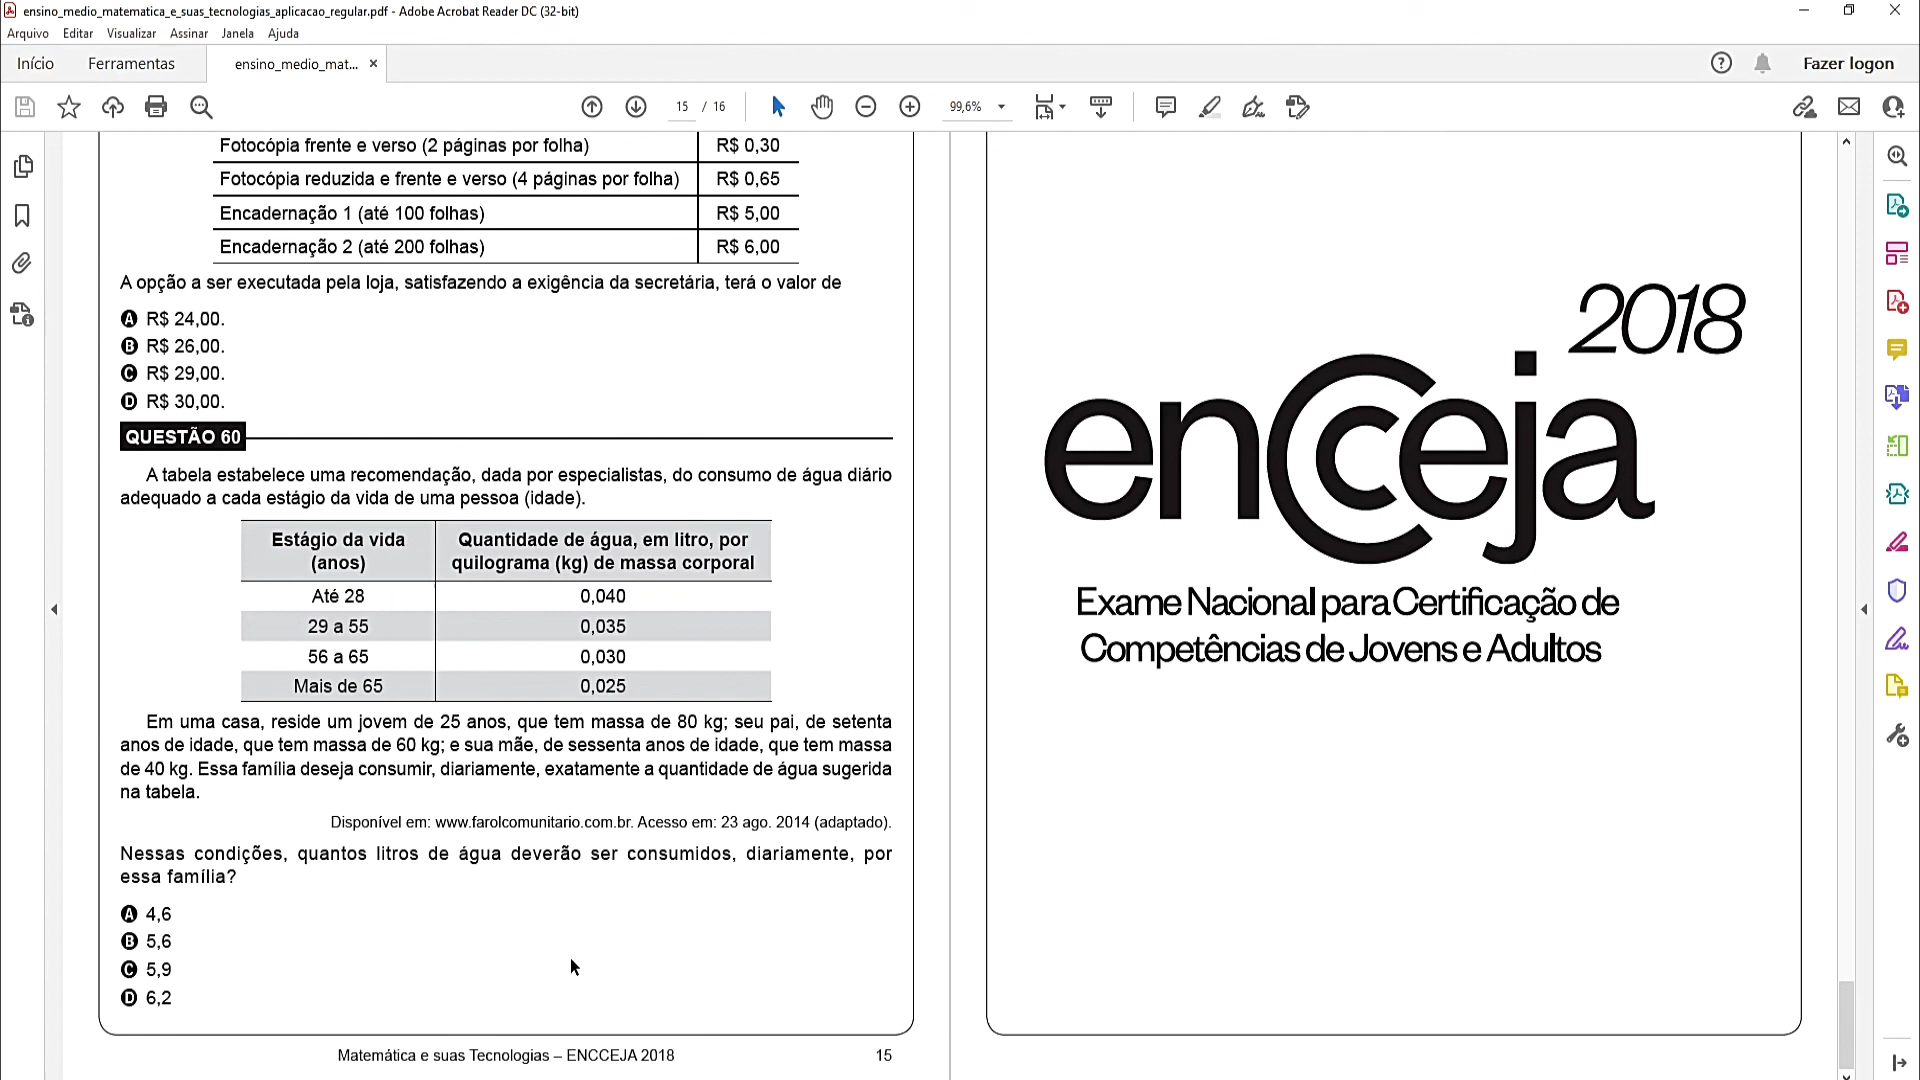 ensino_medio_matematica_e_suas_tecnologias_aplicacao_regular.pdf - Adobe Acrobat Reader DC (32-bit)
Arquivo Editar Visualizar Assinar Janela Ajuda
Início Ferramentas ensino_medio_mat... × Fazer logon
15 / 16 99,6%
Fotocópia frente e verso (2 páginas por folha) R$ 0,30
Fotocópia reduzida e frente e verso (4 páginas por folha) R$ 0,65
Encadernação 1 (até 100 folhas) R$ 5,00
Encadernação 2 (até 200 folhas) R$ 6,00
A opção a ser executada pela loja, satisfazendo a exigência da secretária, terá o valor de
A R$ 24,00.
B R$ 26,00.
C R$ 29,00.
D R$ 30,00.
QUESTÃO 60
A tabela estabelece uma recomendação, dada por especialistas, do consumo de água diário
adequado a cada estágio da vida de uma pessoa (idade).
Estágio da vida
(anos)
Quantidade de água, em litro, por
quilograma (kg) de massa corporal
Até 28 0,040
29 a 55 0,035
56 a 65 0,030
Mais de 65 0,025
Em uma casa, reside um jovem de 25 anos, que tem massa de 80 kg; seu pai, de setenta
anos de idade, que tem massa de 60 kg; e sua mãe, de sessenta anos de idade, que tem massa
de 40 kg. Essa família deseja consumir, diariamente, exatamente a quantidade de água sugerida
na tabela.
Disponível em: www.farolcomunitario.com.br. Acesso em: 23 ago. 2014 (adaptado).
Nessas condições, quantos litros de água deverão ser consumidos, diariamente, por
essa família?
A 4,6
B 5,6
C 5,9
D 6,2
Matemática e suas Tecnologias – ENCCEJA 2018 15
2018
encceja
Exame Nacional para Certificação de
Competências de Jovens e Adultos